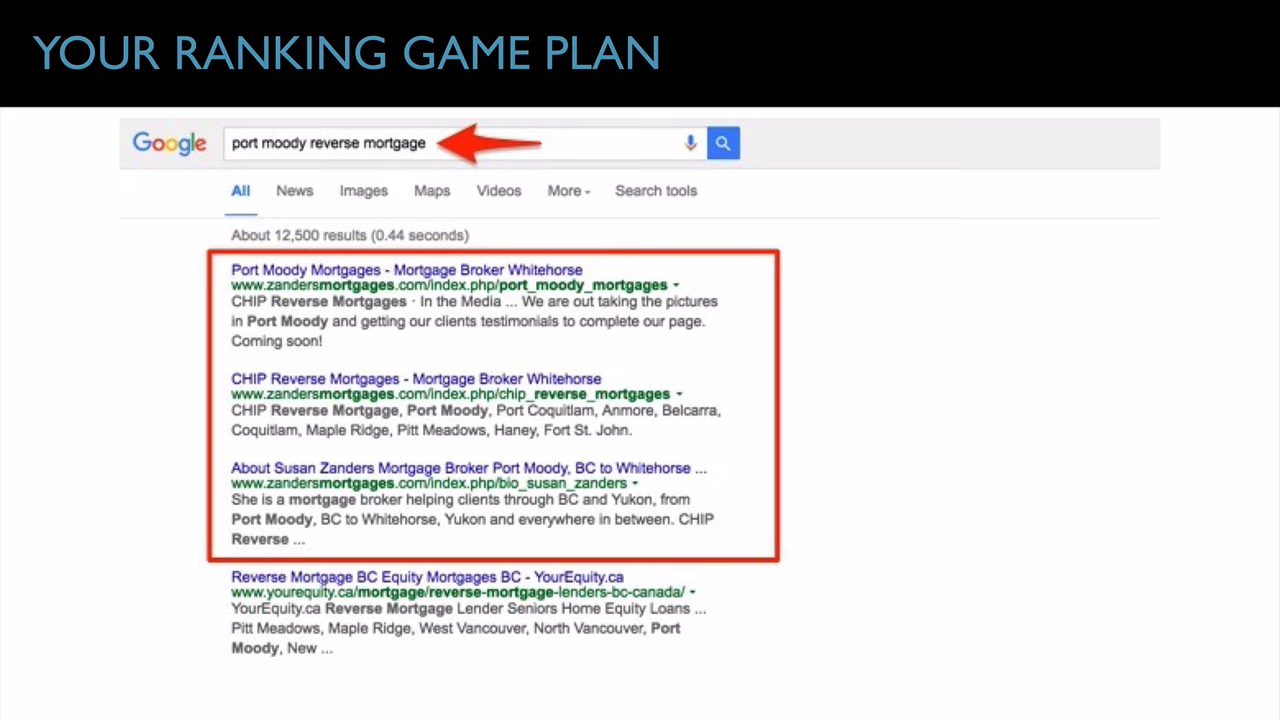 YOUR RANKING GAME PLAN
Google
port moody reverse mortgage
All News Images Maps Videos More Search tools
About 12,500 results (0.44 seconds)
Port Moody Mortgages - Mortgage Broker Whitehorse
www.zandersmortgages.com/index.php/port_moody_mortgages
CHIP Reverse Mortgages · In the Media ... We are out taking the pictures
in Port Moody and getting our clients testimonials to complete our page.
Coming soon!
CHIP Reverse Mortgages - Mortgage Broker Whitehorse
www.zandersmortgages.com/index.php/chip_reverse_mortgages
CHIP Reverse Mortgage, Port Moody, Port Coquitlam, Anmore, Belcarra,
Coquitlam, Maple Ridge, Pitt Meadows, Haney, Fort St. John.
About Susan Zanders Mortgage Broker Port Moody, BC to Whitehorse ...
www.zandersmortgages.com/index.php/bio_susan_zanders
She is a mortgage broker helping clients through BC and Yukon, from
Port Moody, BC to Whitehorse, Yukon and everywhere in between. CHIP
Reverse ...
Reverse Mortgage BC Equity Mortgages BC - YourEquity.ca
www.yourequity.ca/mortgage/reverse-mortgage-lenders-bc-canada/
YourEquity.ca Reverse Mortgage Lender Seniors Home Equity Loans ...
Pitt Meadows, Maple Ridge, West Vancouver, North Vancouver, Port
Moody, New ...